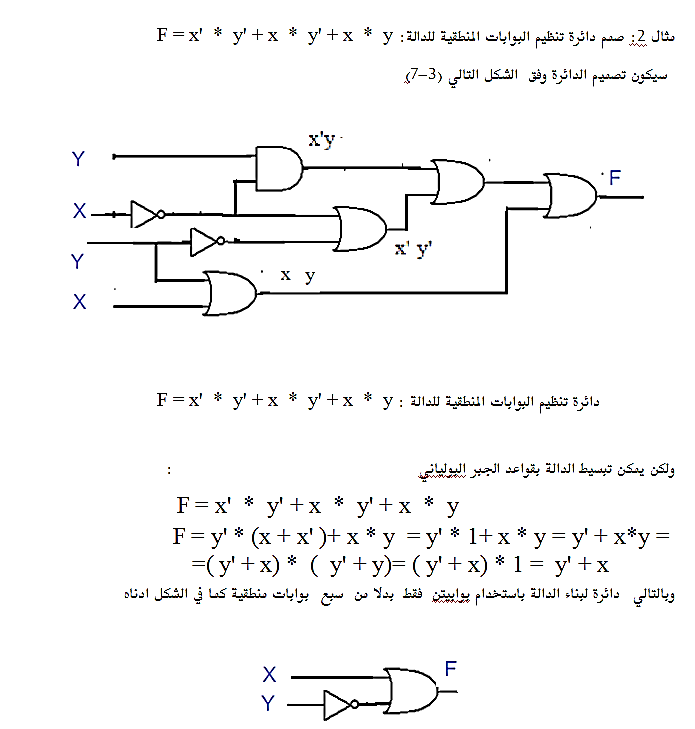 مثال 2: صمم دائرة تنظيم البوابات المنطقية للدالة: F = x' * y' + x * y' + x * y
سيكون تصميم الدائرة وفق الشكل التالي (3–7)
x'y
Y
F
X
x' y'
Y
x y
X
دائرة تنظيم البوابات المنطقية للدالة : F = x' * y' + x * y' + x * y
ولكن يمكن تبسيط الدالة بقواعد الجبر البولياني :
F = x' * y' + x * y' + x * y
F = y' * (x + x' )+ x * y = y' * 1+ x * y = y' + x*y =
=( y' + x) * ( y' + y)= ( y' + x) * 1 = y' + x
وبالتالي دائرة لبناء الدالة باستخدام بوابيتن فقط بدلا من سبع بوابات منطقية كما في الشكل ادناه
X
F
Y